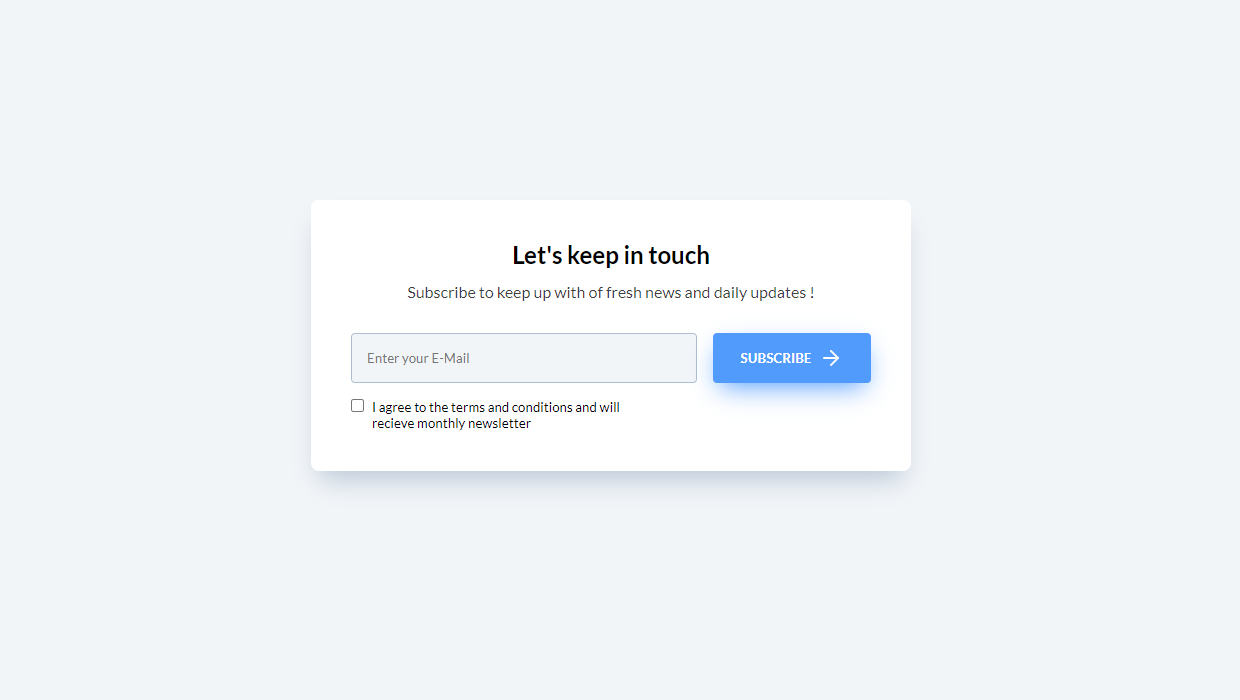 Let's keep in touch
Subscribe to keep up with of fresh news and daily updates !
Enter your E-Mail
SUBSCRIBE
I agree to the terms and conditions and will
recieve monthly newsletter